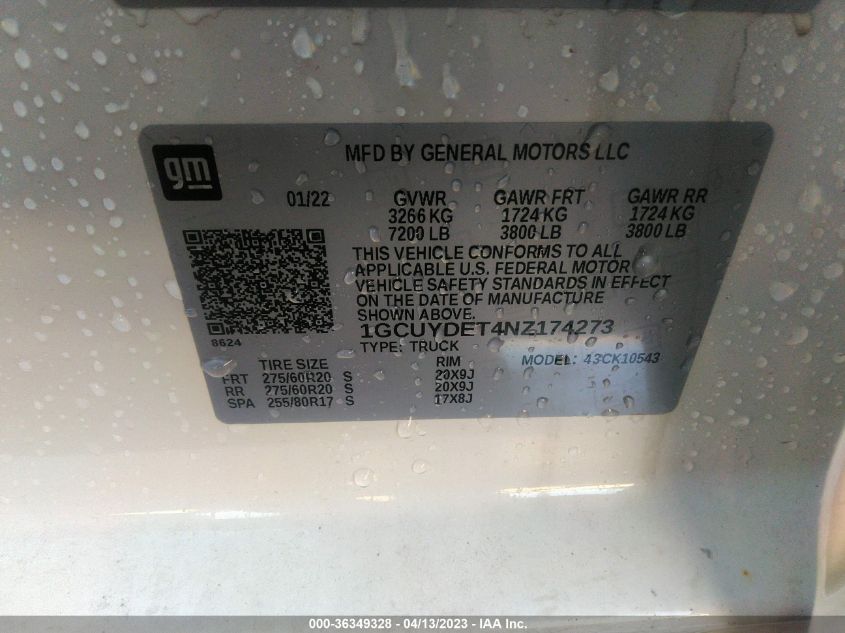 gm
MFD BY GENERAL MOTORS LLC
01/22 GVWR GAWR FRT GAWR RR
3266 KG 1724 KG 1724 KG
7200 LB 3800 LB 3800 LB
THIS VEHICLE CONFORMS TO ALL
APPLICABLE U.S. FEDERAL MOTOR
VEHICLE SAFETY STANDARDS IN EFFECT
ON THE DATE OF MANUFACTURE
SHOWN ABOVE.
1GCUYDET4NZ174273
8624
TYPE: TRUCK MODEL: 43CK10543
TIRE SIZE RIM
FRT 275/60R20 S 20X9J
RR 275/60R20 S 20X9J
SPA 255/80R17 S 17X8J
000-36349328 - 04/13/2023 - IAA Inc.